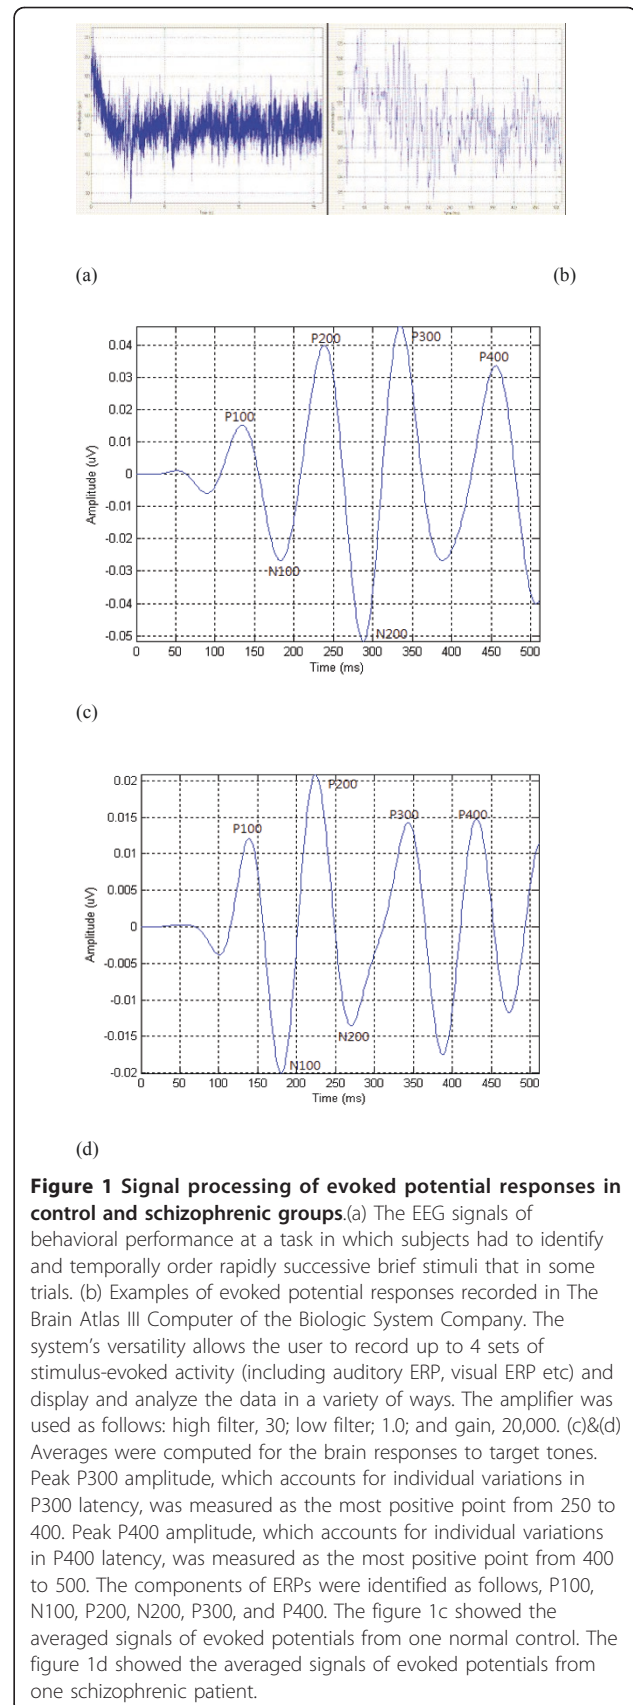 (a) (b)
P200 P300 P400
P100
N100
N200
0.04
0.03
0.02
0.01
0
-0.01
-0.02
-0.03
-0.04
-0.05
Amplitude (uV)
0 50 100 150 200 250 300 350 400 450 500
Time (ms)
(c)
P200
P300 P400
P100
N200
N100
0.02
0.015
0.01
0.005
0
-0.005
-0.01
-0.015
-0.02
Amplitude (uV)
0 50 100 150 200 250 300 350 400 450 500
Time (ms)
(d)
Figure 1 Signal processing of evoked potential responses in
control and schizophrenic groups.(a) The EEG signals of
behavioral performance at a task in which subjects had to identify
and temporally order rapidly successive brief stimuli that in some
trials. (b) Examples of evoked potential responses recorded in The
Brain Atlas III Computer of the Biologic System Company. The
system's versatility allows the user to record up to 4 sets of
stimulus-evoked activity (including auditory ERP, visual ERP etc) and
display and analyze the data in a variety of ways. The amplifier was
used as follows: high filter, 30; low filter; 1.0; and gain, 20,000. (c)&(d)
Averages were computed for the brain responses to target tones.
Peak P300 amplitude, which accounts for individual variations in
P300 latency, was measured as the most positive point from 250 to
400. Peak P400 amplitude, which accounts for individual variations
in P400 latency, was measured as the most positive point from 400
to 500. The components of ERPs were identified as follows, P100,
N100, P200, N200, P300, and P400. The figure 1c showed the
averaged signals of evoked potentials from one normal control. The
figure 1d showed the averaged signals of evoked potentials from
one schizophrenic patient.